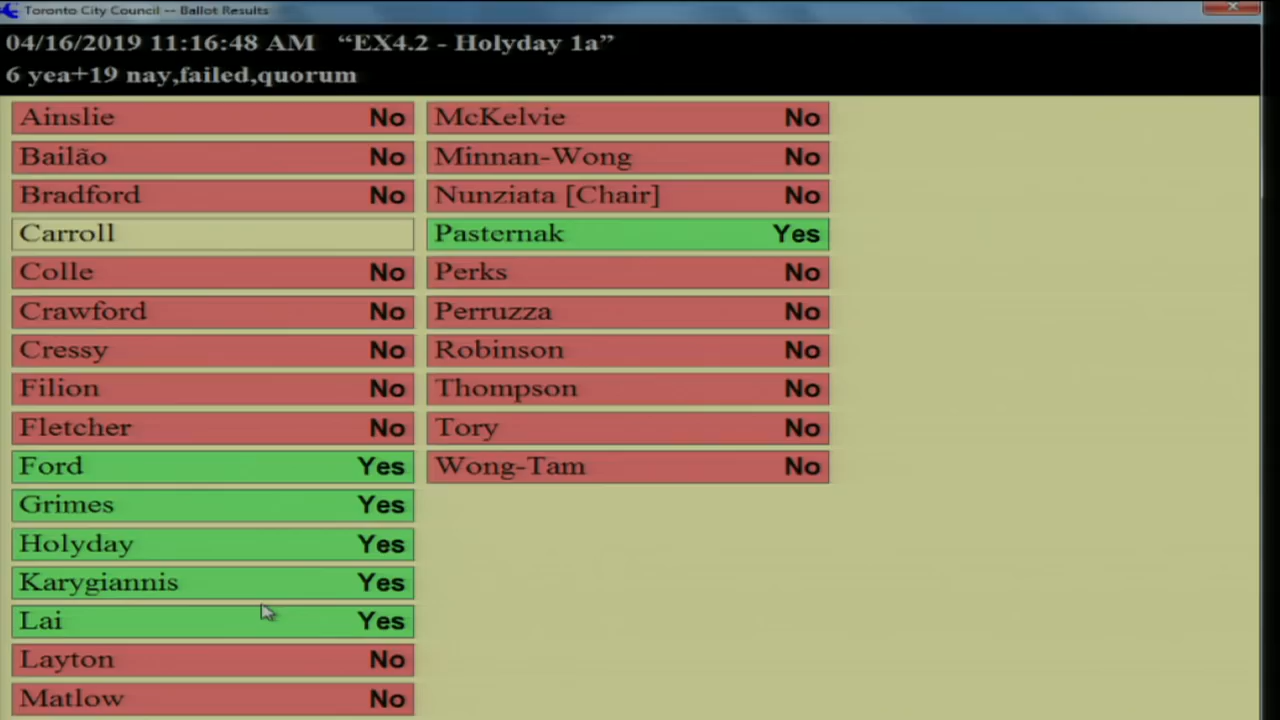 Toronto City Council -- Ballot Results
04/16/2019 11:16:48 AM “EX4.2 - Holyday 1a”
6 yea+19 nay,failed,quorum
Ainslie No
Bailão No
Bradford No
Carroll
Colle No
Crawford No
Cressy No
Filion No
Fletcher No
Ford Yes
Grimes Yes
Holyday Yes
Karygiannis Yes
Lai Yes
Layton No
Matlow No
McKelvie No
Minnan-Wong No
Nunziata [Chair] No
Pasternak Yes
Perks No
Perruzza No
Robinson No
Thompson No
Tory No
Wong-Tam No